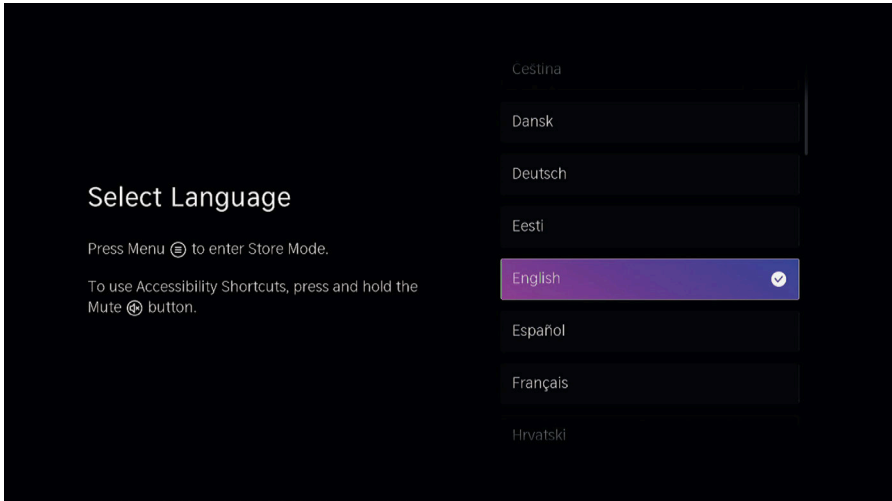 Select Language
Press Menu to enter Store Mode.
To use Accessibility Shortcuts, press and hold the
Mute button.
Čeština
Dansk
Deutsch
Eesti
English
Español
Français
Hrvatski